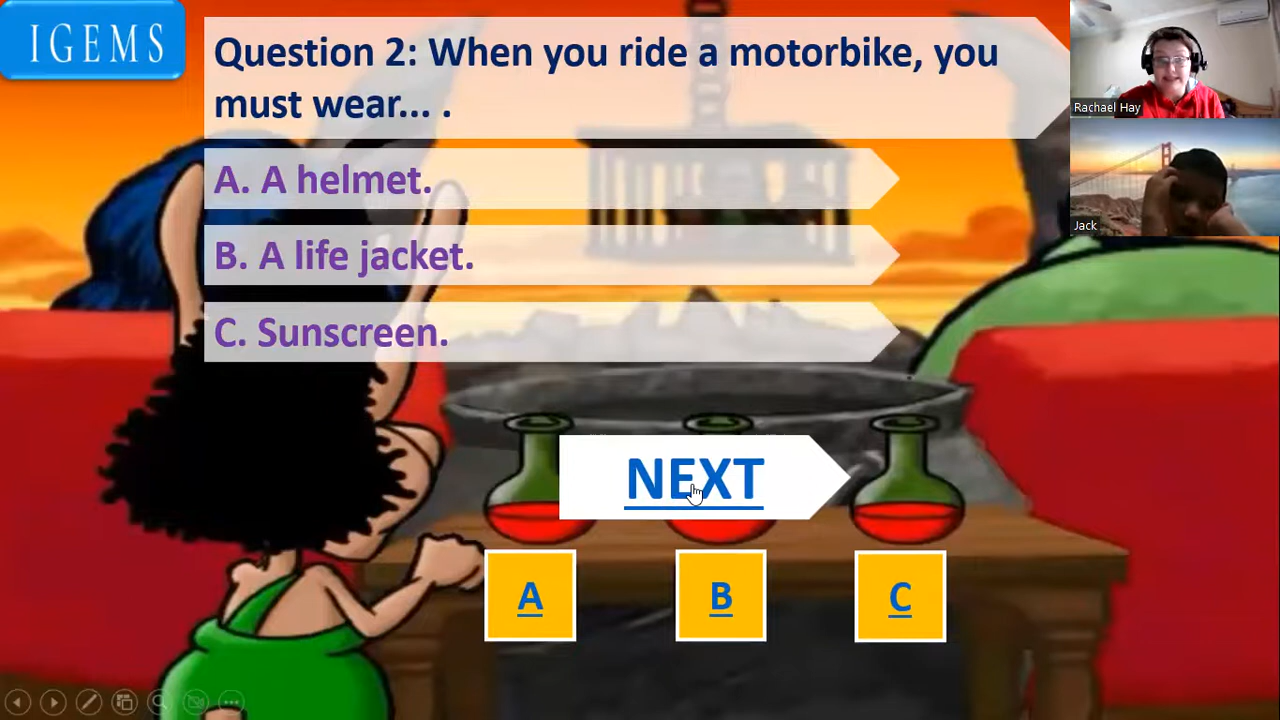 IGEMS
Question 2: When you ride a motorbike, you
must wear... .
Rachael Hay
A. A helmet.
Jack
B. A life jacket.
C. Sunscreen.
NEXT
A
B
C